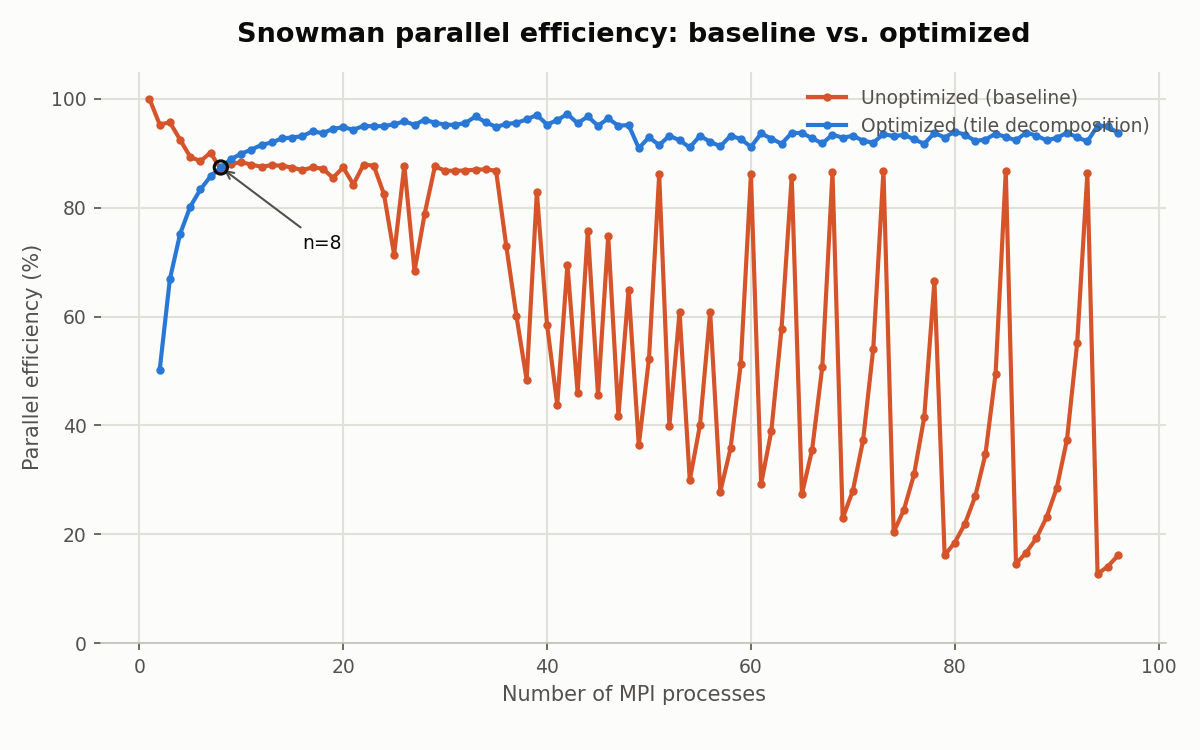 Snowman parallel efficiency: baseline vs. optimized
Unoptimized (baseline)
Optimized (tile decomposition)
n=8
Parallel efficiency (%)
100
80
60
40
20
0
0 20 40 60 80 100
Number of MPI processes